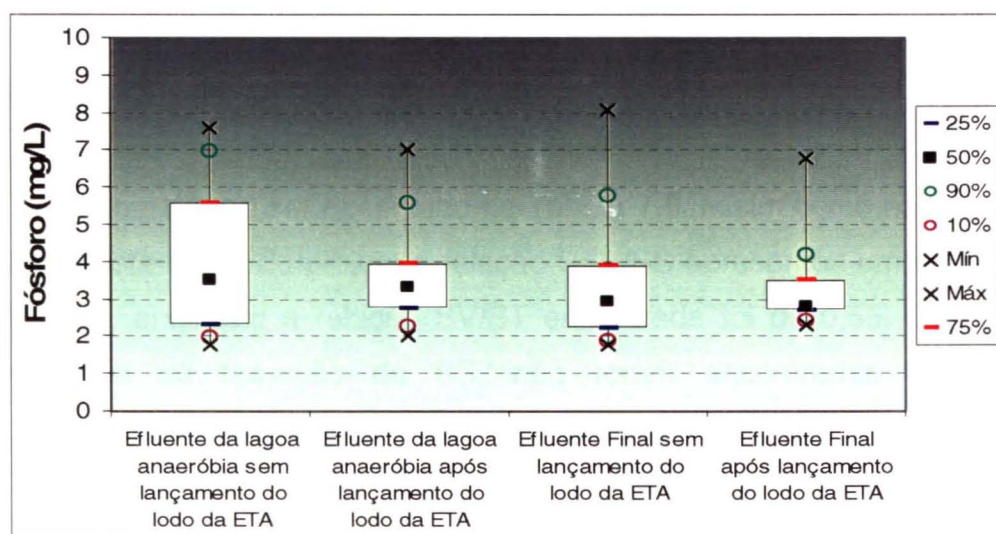 Fósforo (mg/L)
10
9
8
7
6
5
4
3
2
1
0
Efluente da lagoa
anaeróbia sem
lançamento do
lodo da ETA
Efluente da lagoa
anaeróbia após
lançamento do
lodo da ETA
Efluente Final sem
lançamento do
lodo da ETA
Efluente Final
após lançamento
do lodo da ETA
25%
50%
90%
10%
Mín
Máx
75%